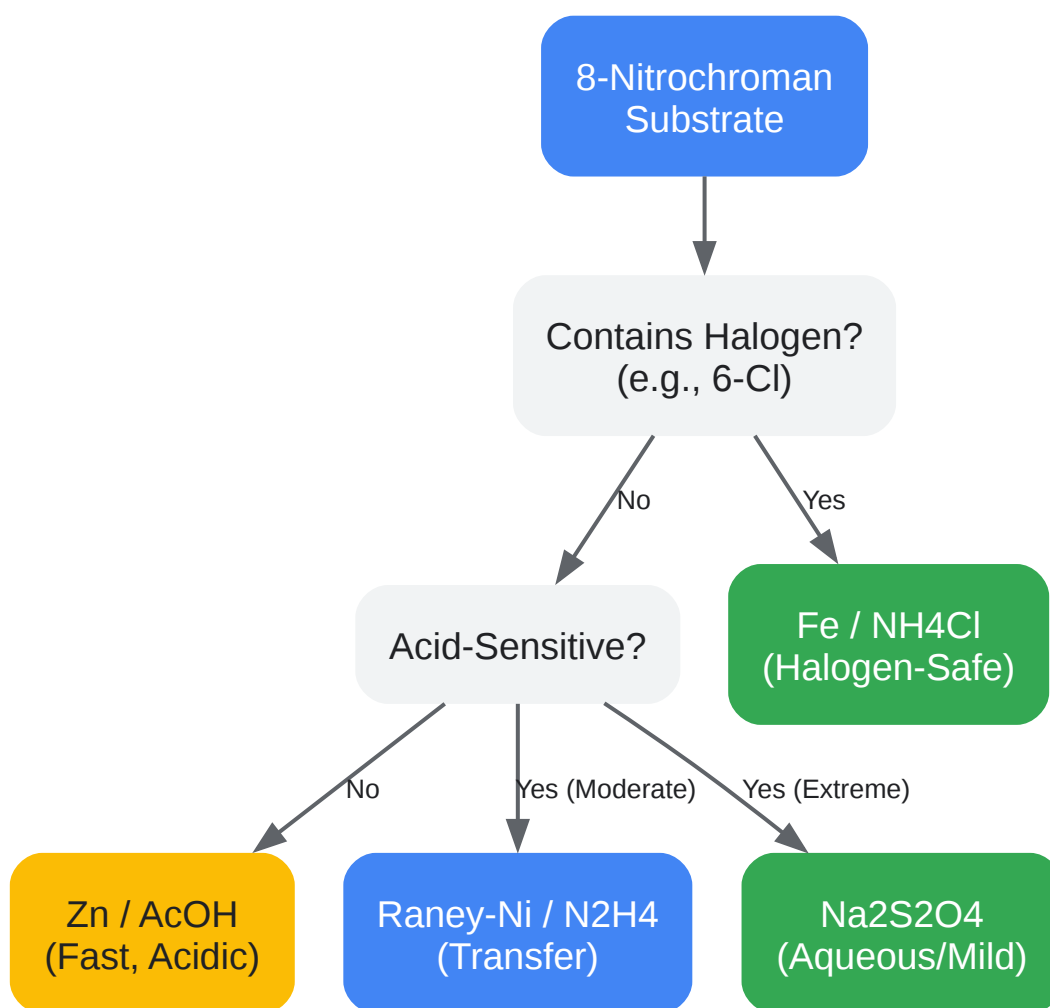 8-Nitrochroman
Substrate
Contains Halogen?
(e.g., 6-Cl)
No
Yes
Fe / NH4Cl
(Halogen-Safe)
Acid-Sensitive?
No
Yes (Moderate)
Yes (Extreme)
Zn / AcOH
(Fast, Acidic)
Raney-Ni / N2H4
(Transfer)
Na2S2O4
(Aqueous/Mild)